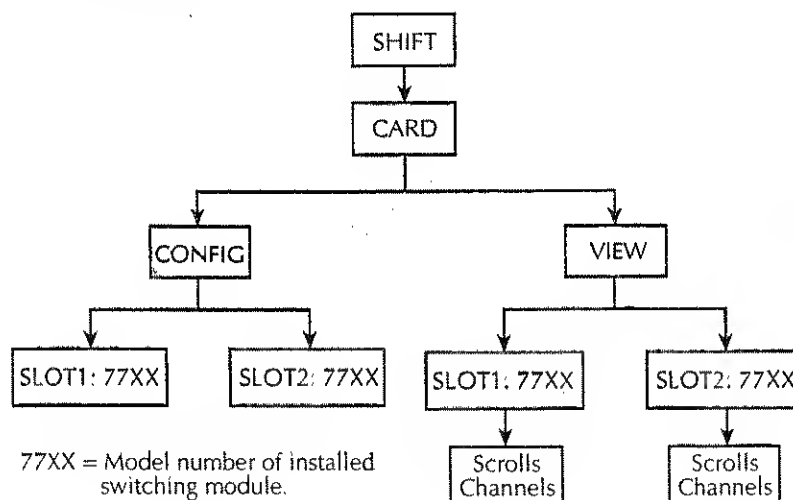 SHIFT
CARD
CONFIG
VIEW
SLOT1: 77XX
SLOT2: 77XX
SLOT1: 77XX
SLOT2: 77XX
77XX = Model number of installed
switching module.
Scrolls
Channels
Scrolls
Channels